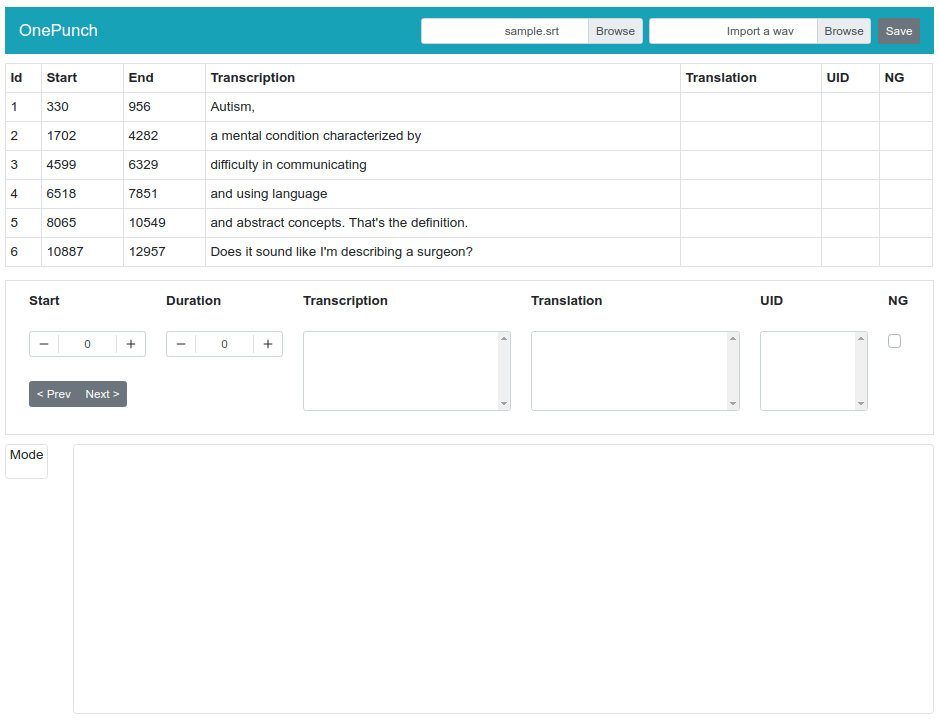 OnePunch sample.srt Browse Import a wav Browse Save
Id Start End Transcription Translation UID NG
1 330 956 Autism,
2 1702 4282 a mental condition characterized by
3 4599 6329 difficulty in communicating
4 6518 7851 and using language
5 8065 10549 and abstract concepts. That's the definition.
6 10887 12957 Does it sound like I'm describing a surgeon?
Start Duration Transcription Translation UID NG
− 0 + − 0 +
< Prev Next >
Mode